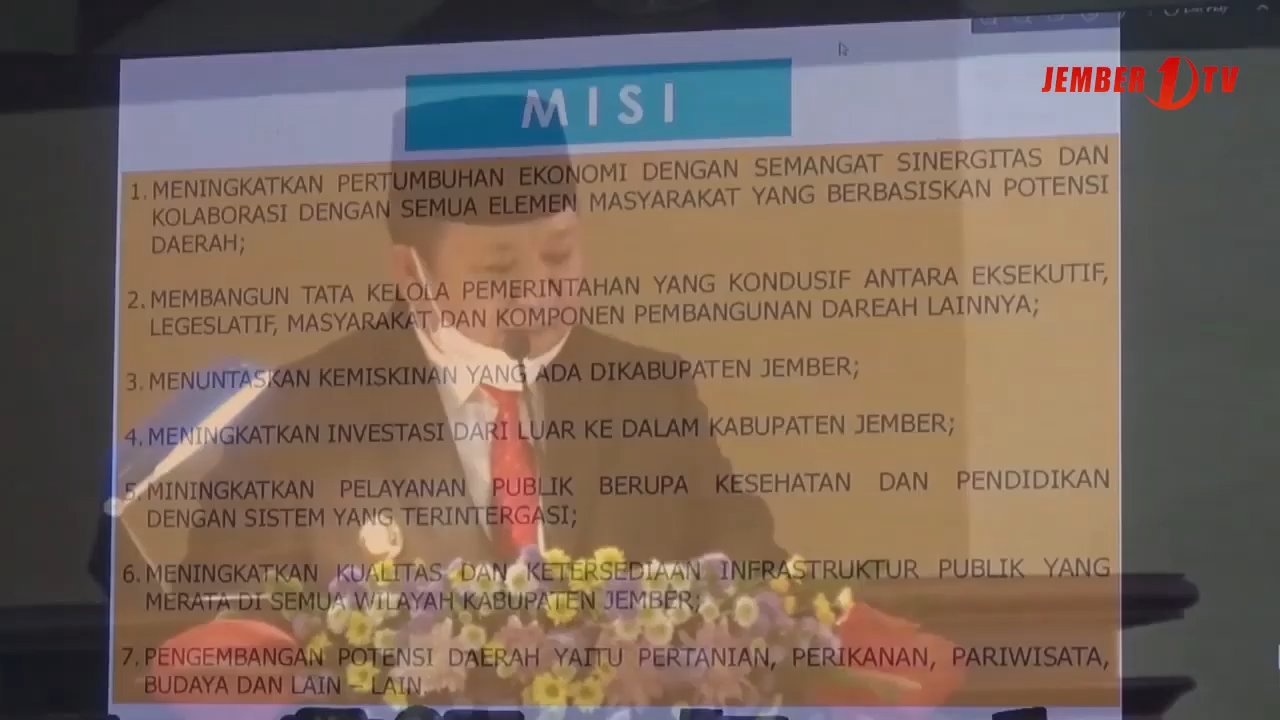 JEMBER 1 TV
MISI
1. MENINGKATKAN PERTUMBUHAN EKONOMI DENGAN SEMANGAT SINERGITAS DAN
KOLABORASI DENGAN SEMUA ELEMEN MASYARAKAT YANG BERBASISKAN POTENSI
DAERAH;
2. MEMBANGUN TATA KELOLA PEMERINTAHAN YANG KONDUSIF ANTARA EKSEKUTIF,
LEGESLATIF, MASYARAKAT DAN KOMPONEN PEMBANGUNAN DAREAH LAINNYA;
3. MENUNTASKAN KEMISKINAN YANG ADA DIKABUPATEN JEMBER;
4. MENINGKATKAN INVESTASI DARI LUAR KE DALAM KABUPATEN JEMBER;
5. MININGKATKAN PELAYANAN PUBLIK BERUPA KESEHATAN DAN PENDIDIKAN
DENGAN SISTEM YANG TERINTERGASI;
6. MENINGKATKAN KUALITAS DAN KETERSEDIAAN INFRASTRUKTUR PUBLIK YANG
MERATA DI SEMUA WILAYAH KABUPATEN JEMBER;
7. PENGEMBANGAN POTENSI DAERAH YAITU PERTANIAN, PERIKANAN, PARIWISATA,
BUDAYA DAN LAIN – LAIN.